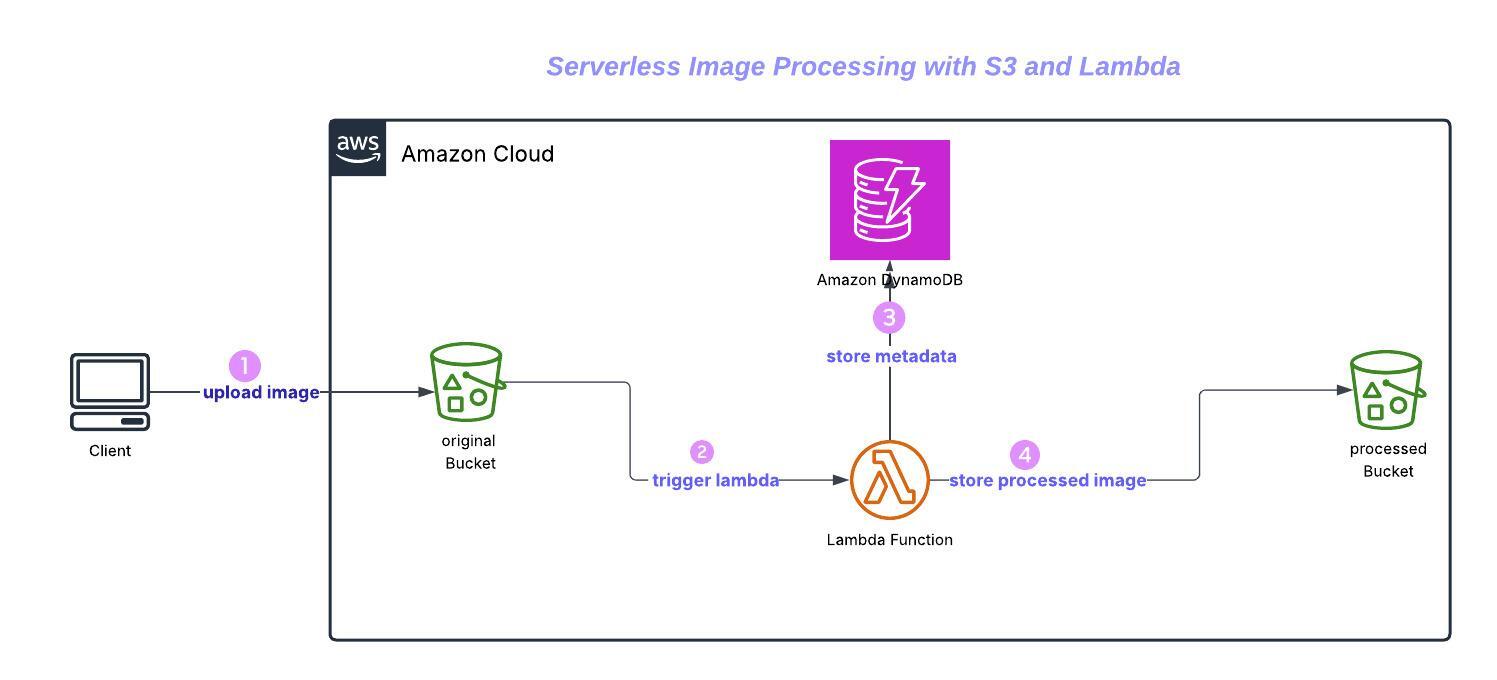 Serverless Image Processing with S3 and Lambda
aws
Amazon Cloud
Amazon DynamoDB
3
store metadata
1
upload image
Client
original
Bucket
2
trigger lambda
Lambda Function
4
store processed image
processed
Bucket